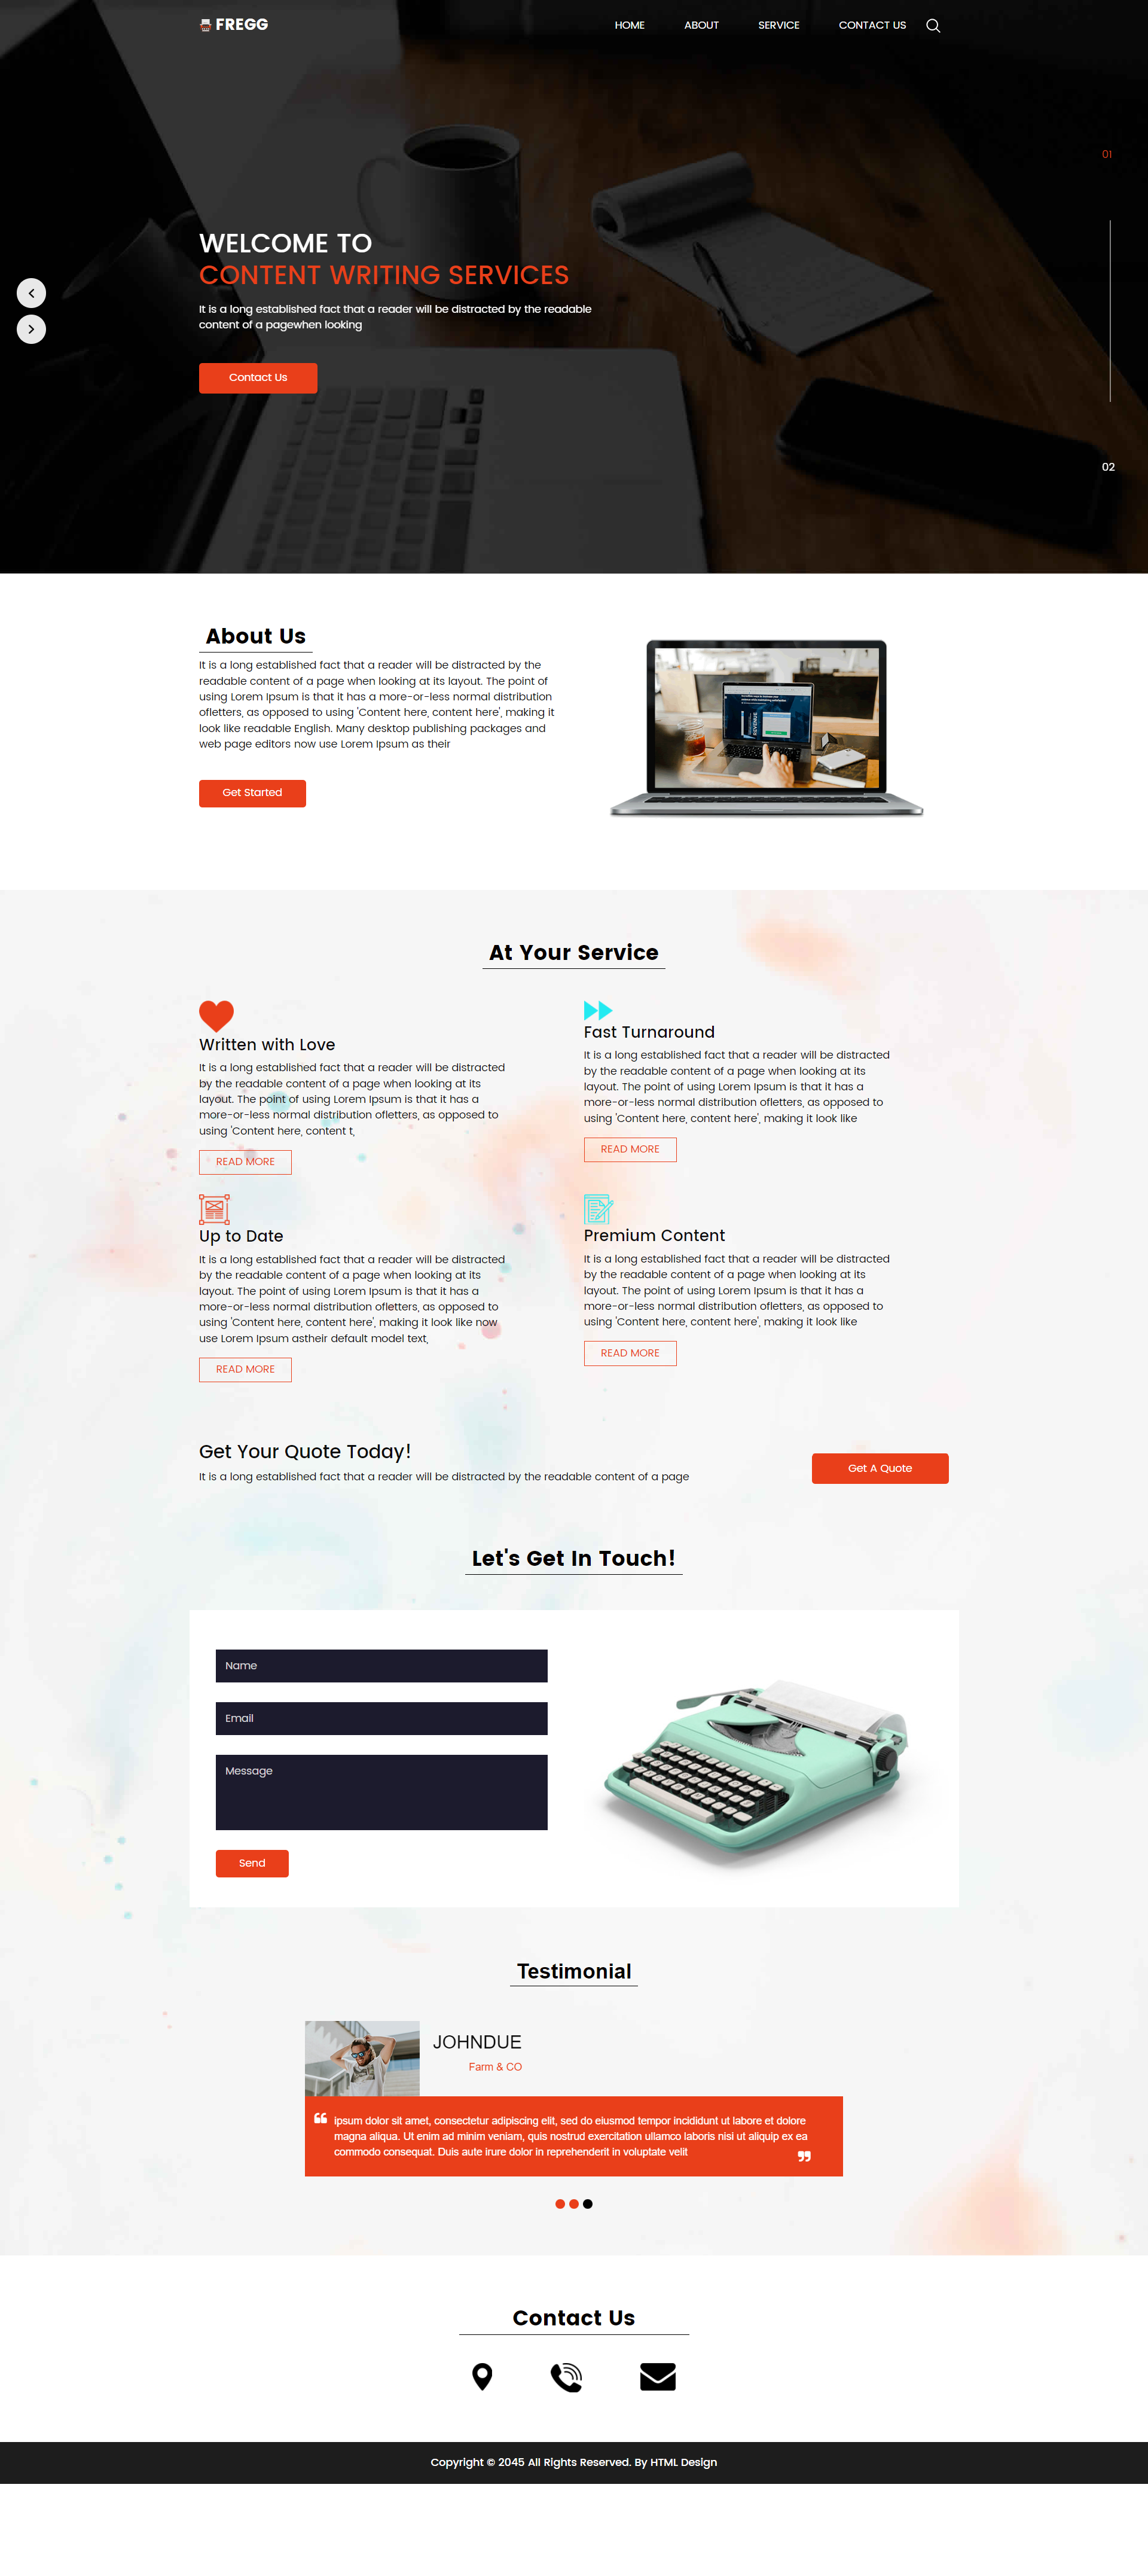 FREGG
HOME ABOUT SERVICE CONTACT US
01
WELCOME TO
CONTENT WRITING SERVICES
It is a long established fact that a reader will be distracted by the readable
content of a pagewhen looking
Contact Us
02
About Us
It is a long established fact that a reader will be distracted by the
readable content of a page when looking at its layout. The point of
using Lorem Ipsum is that it has a more-or-less normal distribution
ofletters, as opposed to using 'Content here, content here', making it
look like readable English. Many desktop publishing packages and
web page editors now use Lorem Ipsum as their
Get Started
At Your Service
Written with Love
It is a long established fact that a reader will be distracted
by the readable content of a page when looking at its
layout. The point of using Lorem Ipsum is that it has a
more-or-less normal distribution ofletters, as opposed to
using 'Content here, content t,
READ MORE
Fast Turnaround
It is a long established fact that a reader will be distracted
by the readable content of a page when looking at its
layout. The point of using Lorem Ipsum is that it has a
more-or-less normal distribution ofletters, as opposed to
using 'Content here, content here', making it look like
READ MORE
Up to Date
It is a long established fact that a reader will be distracted
by the readable content of a page when looking at its
layout. The point of using Lorem Ipsum is that it has a
more-or-less normal distribution ofletters, as opposed to
using 'Content here, content here', making it look like now
use Lorem Ipsum astheir default model text,
READ MORE
Premium Content
It is a long established fact that a reader will be distracted
by the readable content of a page when looking at its
layout. The point of using Lorem Ipsum is that it has a
more-or-less normal distribution ofletters, as opposed to
using 'Content here, content here', making it look like
READ MORE
Get Your Quote Today!
It is a long established fact that a reader will be distracted by the readable content of a page
Get A Quote
Let's Get In Touch!
Name
Email
Message
Send
Testimonial
JOHNDUE
Farm & CO
ipsum dolor sit amet, consectetur adipiscing elit, sed do eiusmod tempor incididunt ut labore et dolore
magna aliqua. Ut enim ad minim veniam, quis nostrud exercitation ullamco laboris nisi ut aliquip ex ea
commodo consequat. Duis aute irure dolor in reprehenderit in voluptate velit
Contact Us
Copyright © 2045 All Rights Reserved. By HTML Design